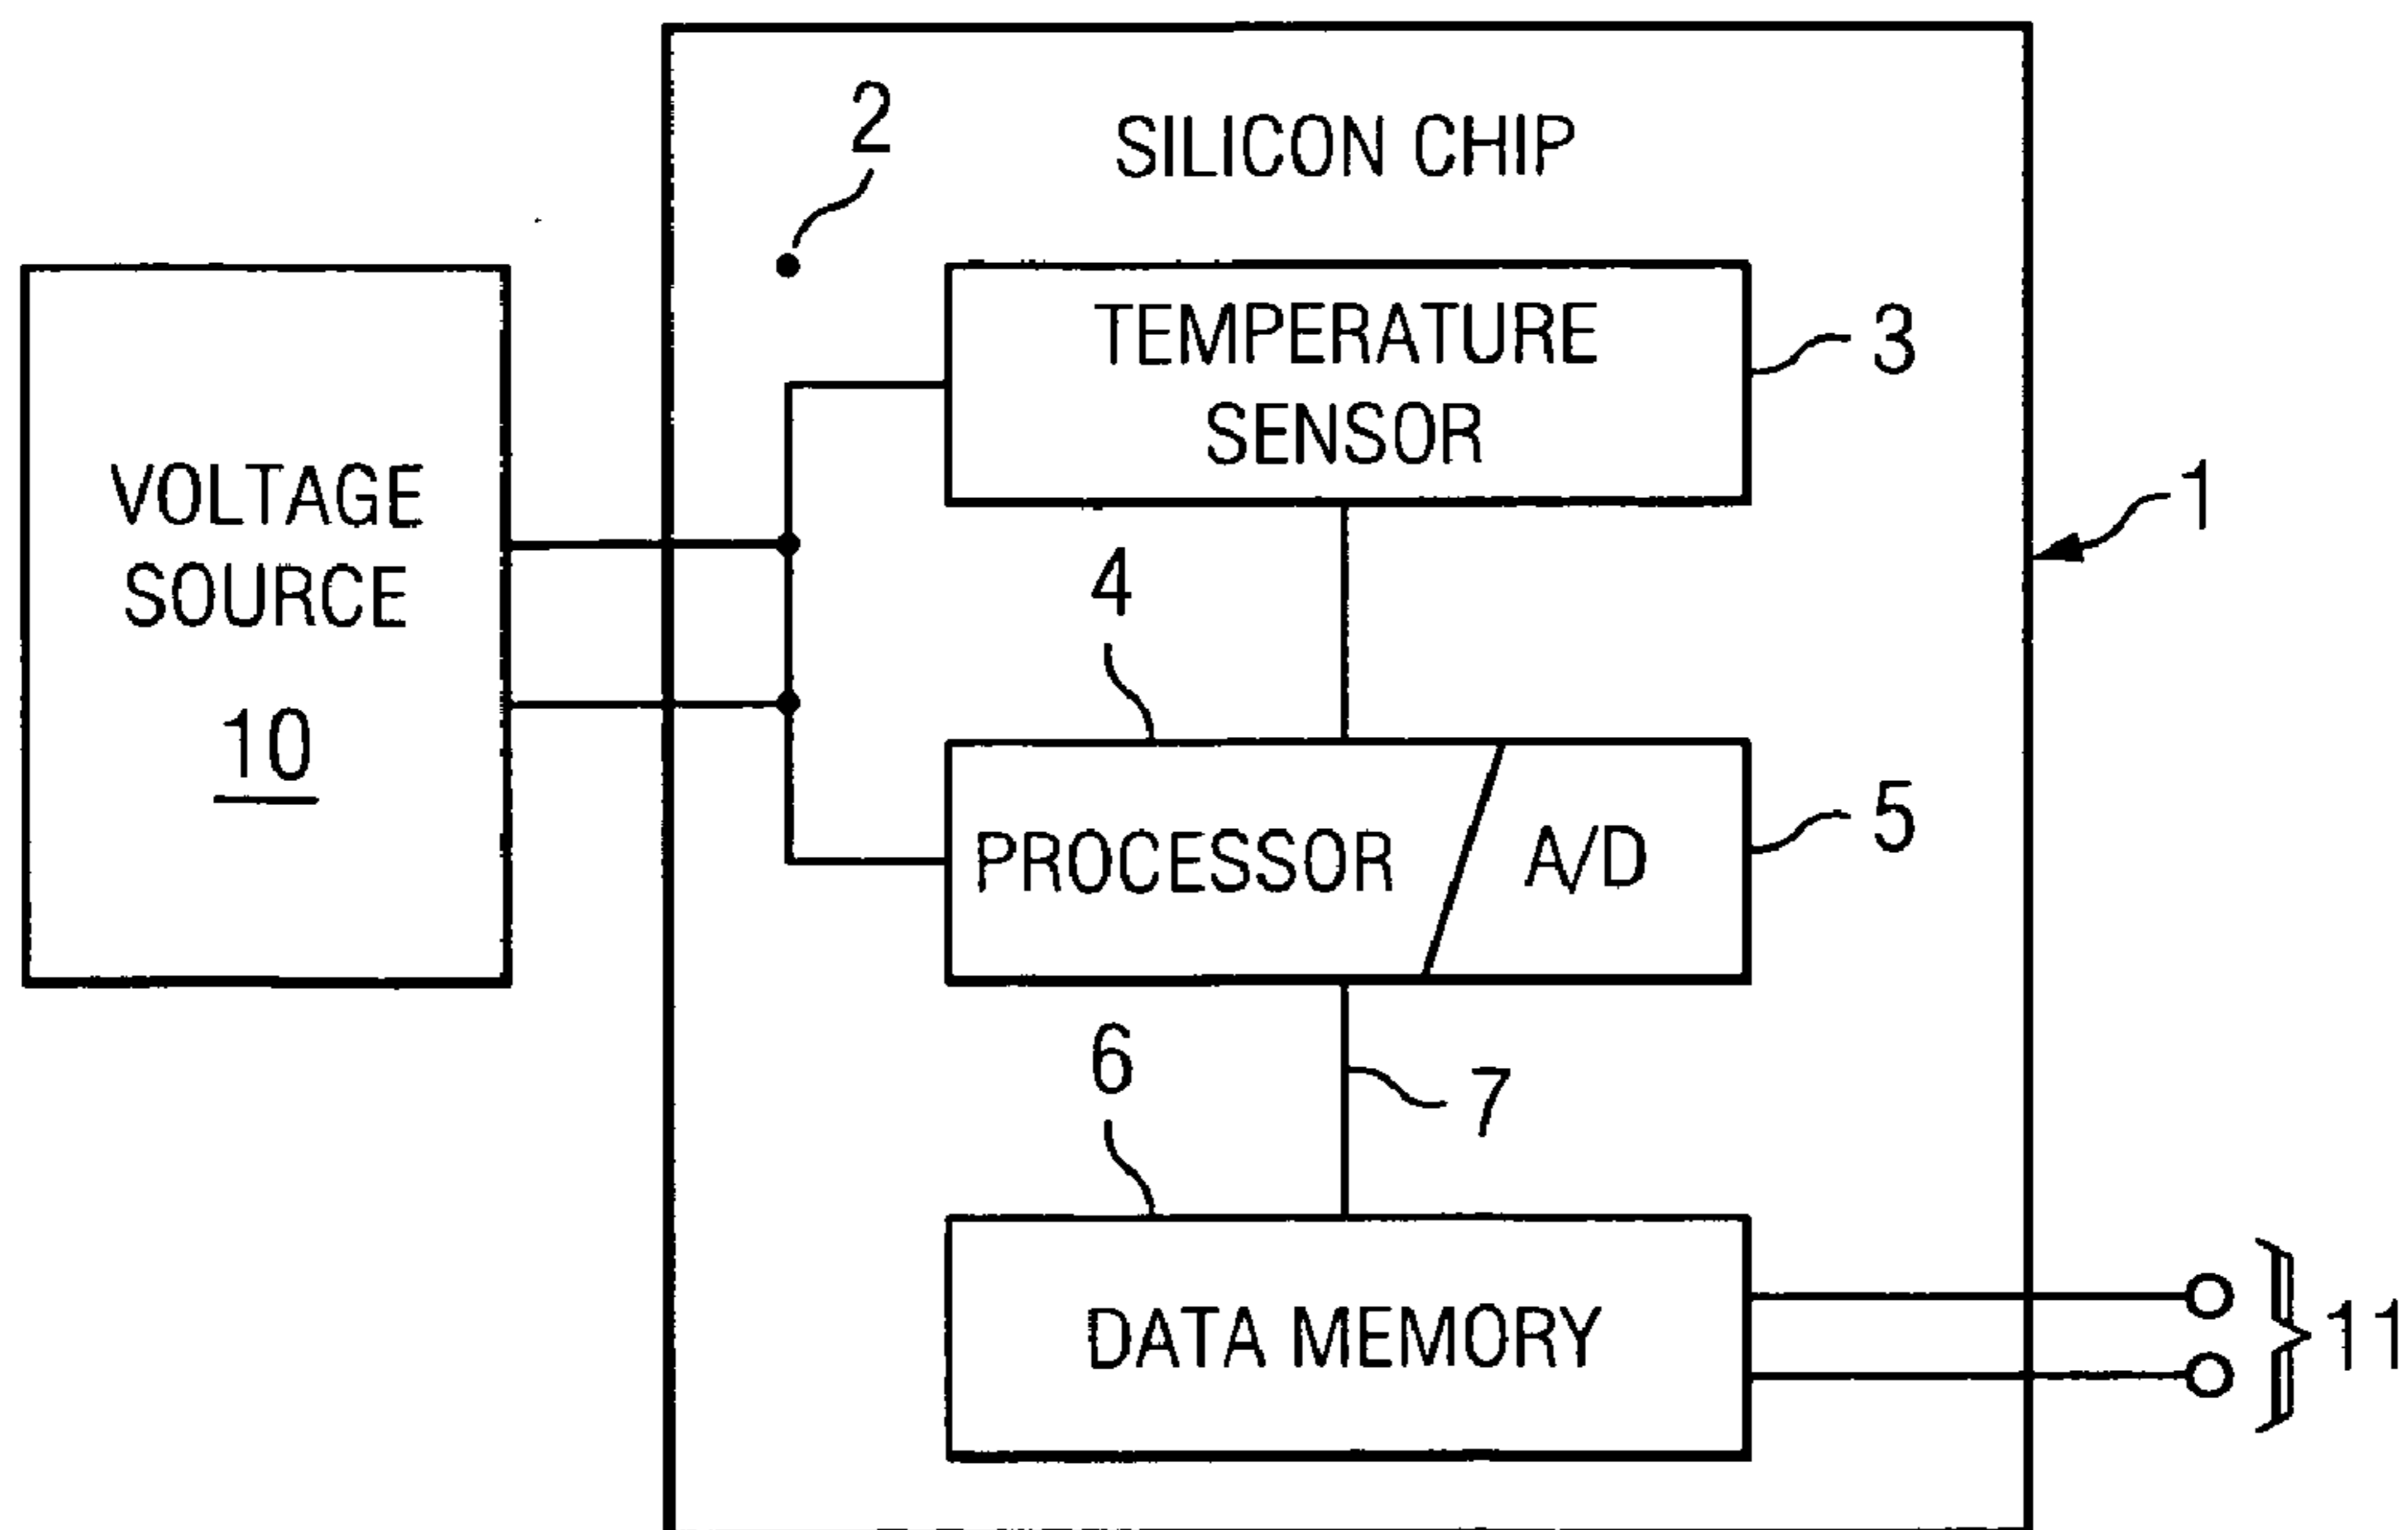 2
SILICON CHIP
TEMPERATURE
SENSOR
3
VOLTAGE
SOURCE
10
1
4
PROCESSOR
A/D
5
6
7
DATA MEMORY
11